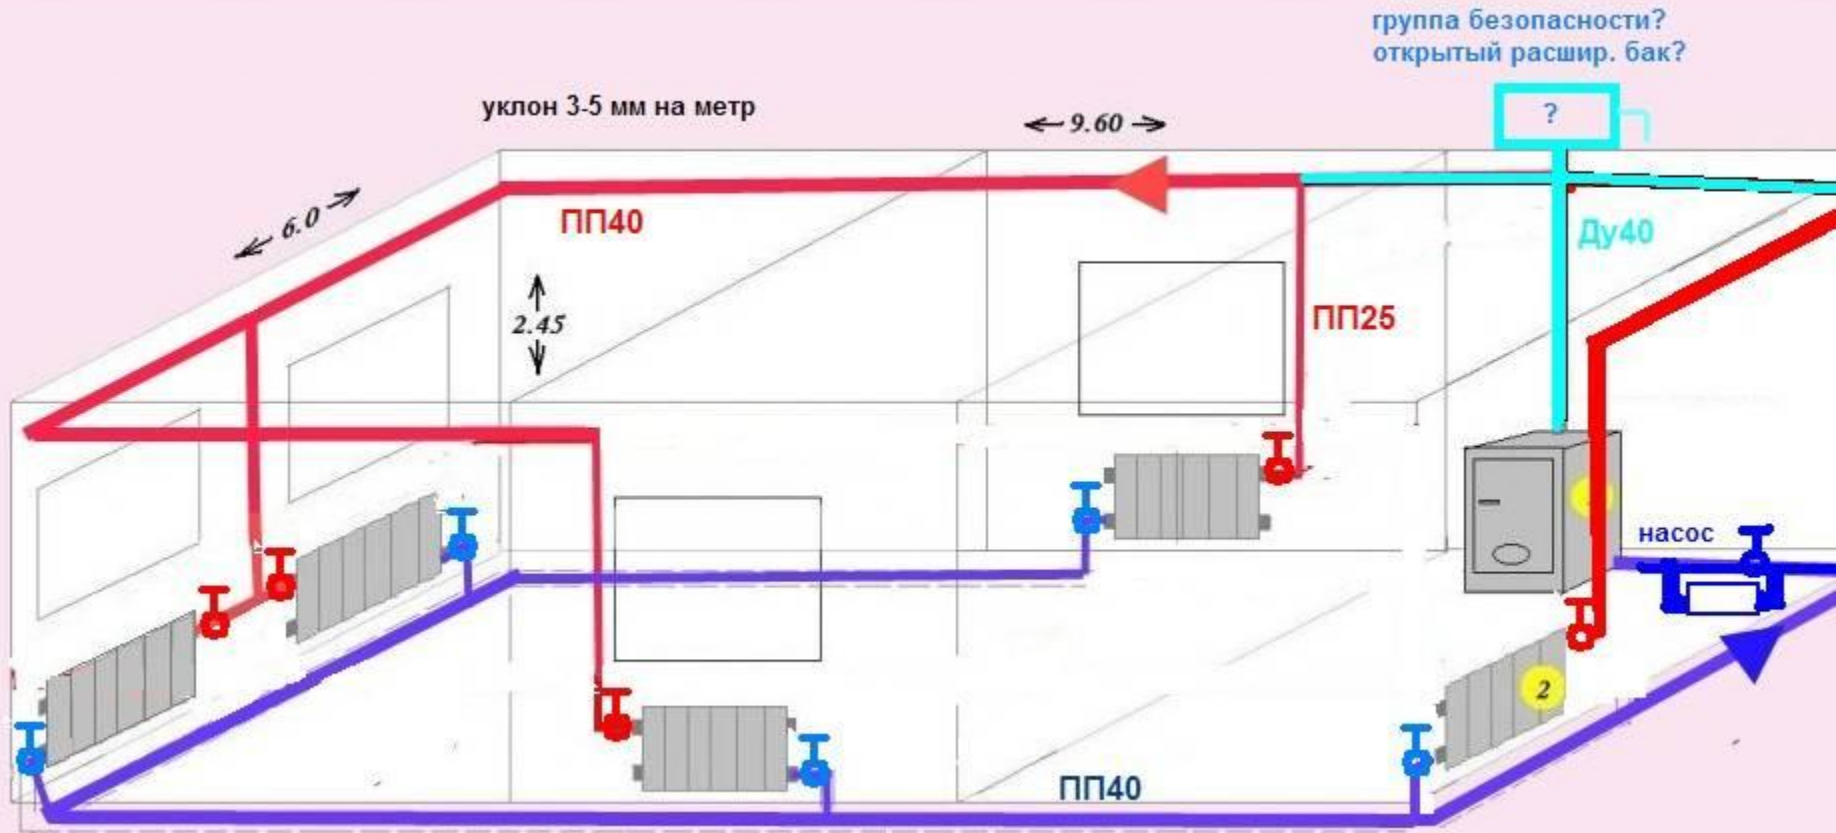 группа безопасности?
открытый расшир. бак?
уклон 3-5 мм на метр
9.60
?
6.0
ПП40
Ду40
2.45
ПП25
насос
2
ПП40